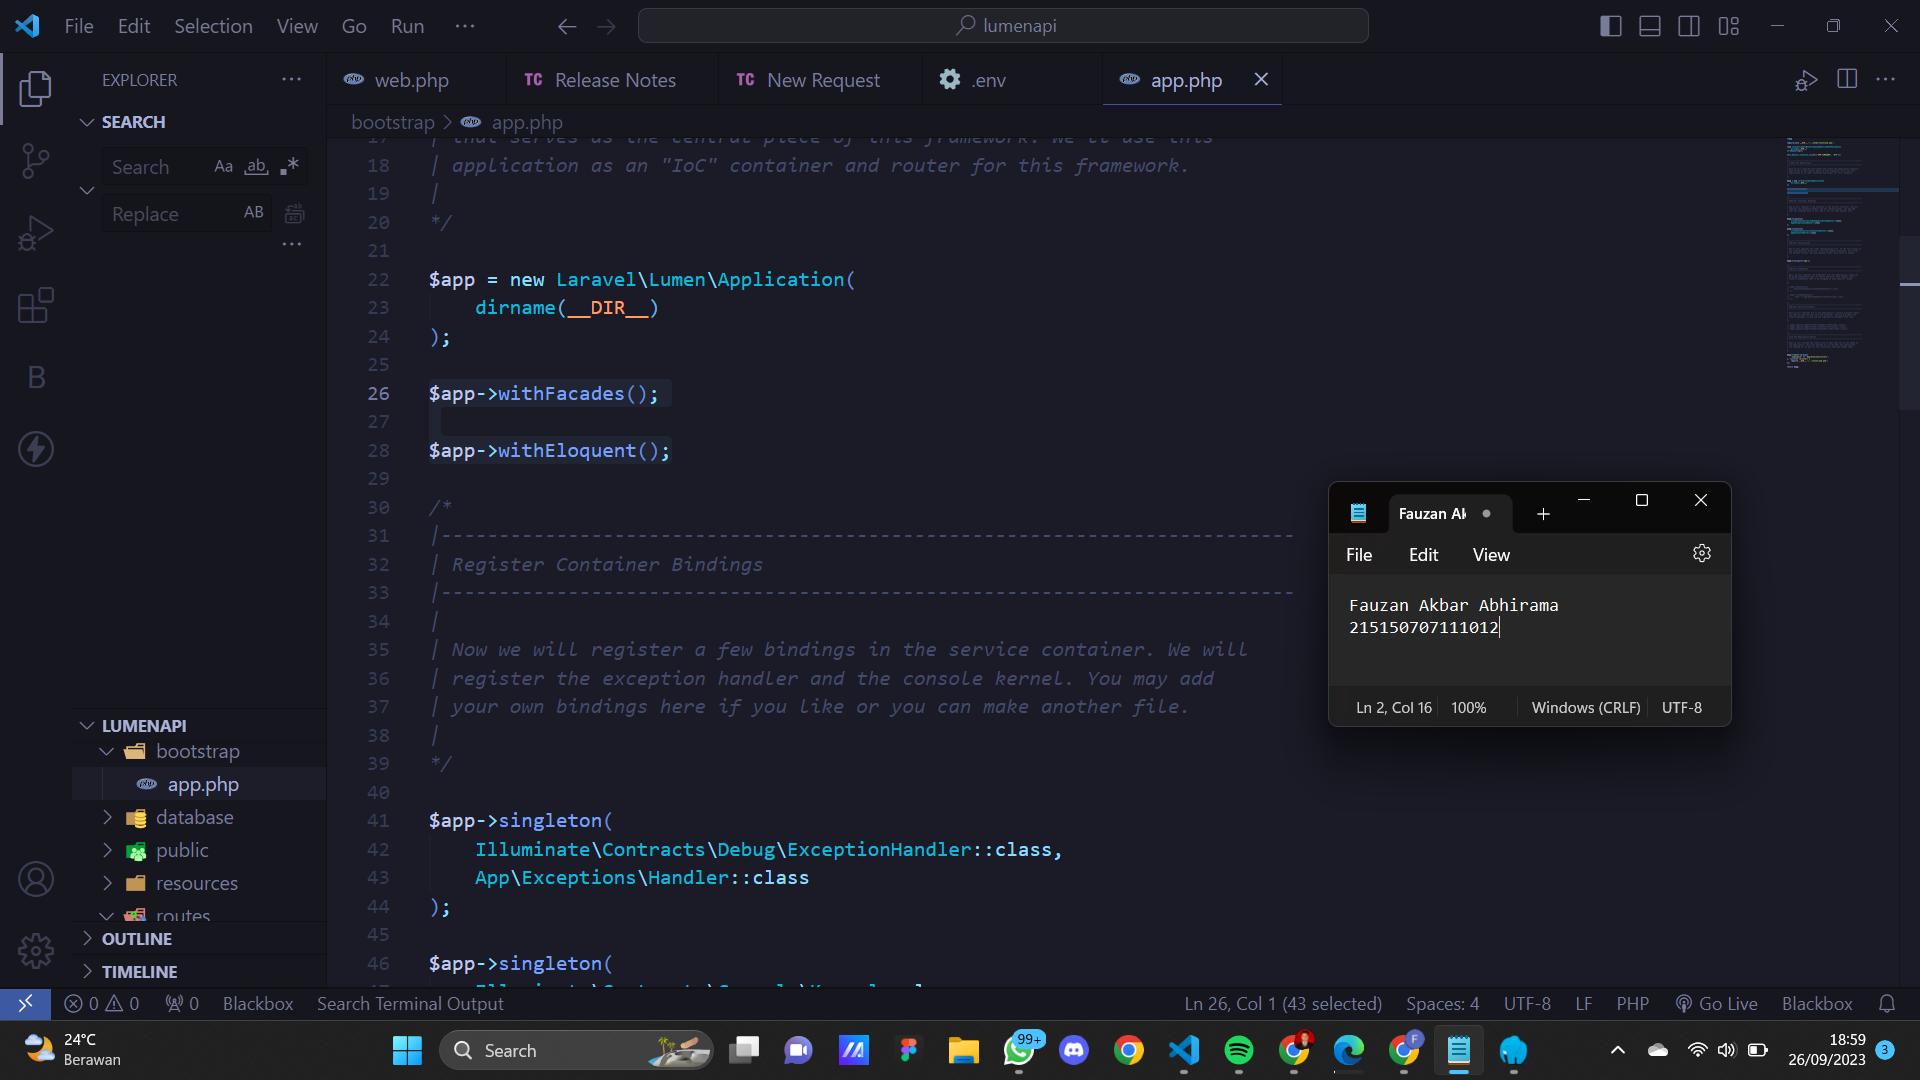 File Edit Selection View Go Run ···
lumenapi
EXPLORER
SEARCH
Search Aa ab .*
Replace AB
web.php
TC Release Notes
TC New Request
.env
app.php
bootstrap > app.php
17 | that serves as the central piece of this framework. We'll use this
18 | application as an "IoC" container and router for this framework.
19 |
20 */
21
22 $app = new Laravel\Lumen\Application(
23 dirname(__DIR__)
24 );
25
26 $app->withFacades();
27
28 $app->withEloquent();
29
30 /*
31 |--------------------------------------------------------------------------
32 | Register Container Bindings
33 |--------------------------------------------------------------------------
34 |
35 | Now we will register a few bindings in the service container. We will
36 | register the exception handler and the console kernel. You may add
37 | your own bindings here if you like or you can make another file.
38 |
39 */
40
41 $app->singleton(
42 Illuminate\Contracts\Debug\ExceptionHandler::class,
43 App\Exceptions\Handler::class
44 );
45
46 $app->singleton(
B
LUMENAPI
bootstrap
app.php
database
public
resources
routes
OUTLINE
TIMELINE
Fauzan Ak
File Edit View
Fauzan Akbar Abhirama
215150707111012
Ln 2, Col 16 100% Windows (CRLF) UTF-8
0 0 0 Blackbox Search Terminal Output
Ln 26, Col 1 (43 selected) Spaces: 4 UTF-8 LF PHP Go Live Blackbox
24°C
Berawan
Search
99+
F
18:59
26/09/2023
3